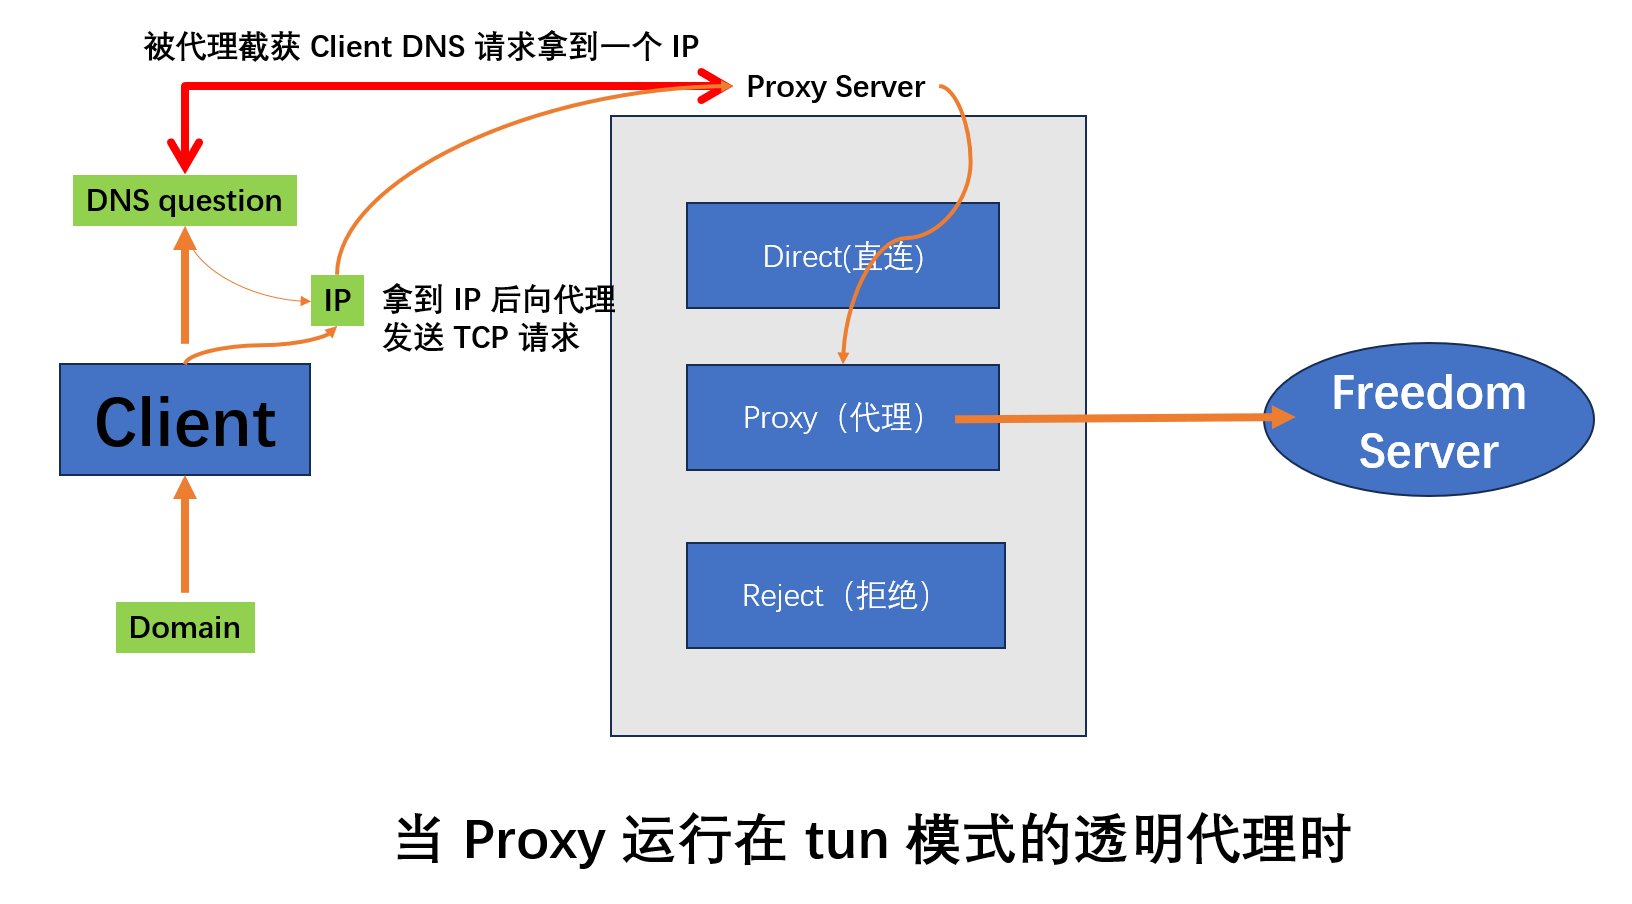 被代理截获 Client DNS 请求拿到一个 IP
Proxy Server
DNS question
Direct(直连)
IP
拿到 IP 后向代理
发送 TCP 请求
Client
Proxy（代理）
Freedom
Server
Reject（拒绝）
Domain
当 Proxy 运行在 tun 模式的透明代理时